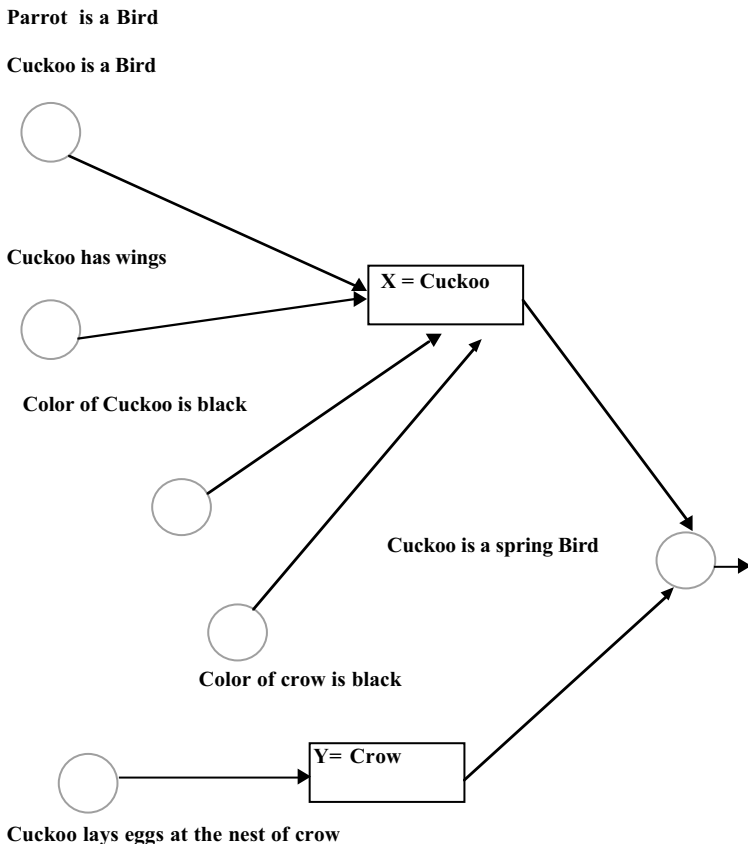 Parrot is a Bird
Cuckoo is a Bird
Cuckoo has wings
X = Cuckoo
Color of Cuckoo is black
Cuckoo is a spring Bird
Color of crow is black
Y= Crow
Cuckoo lays eggs at the nest of crow